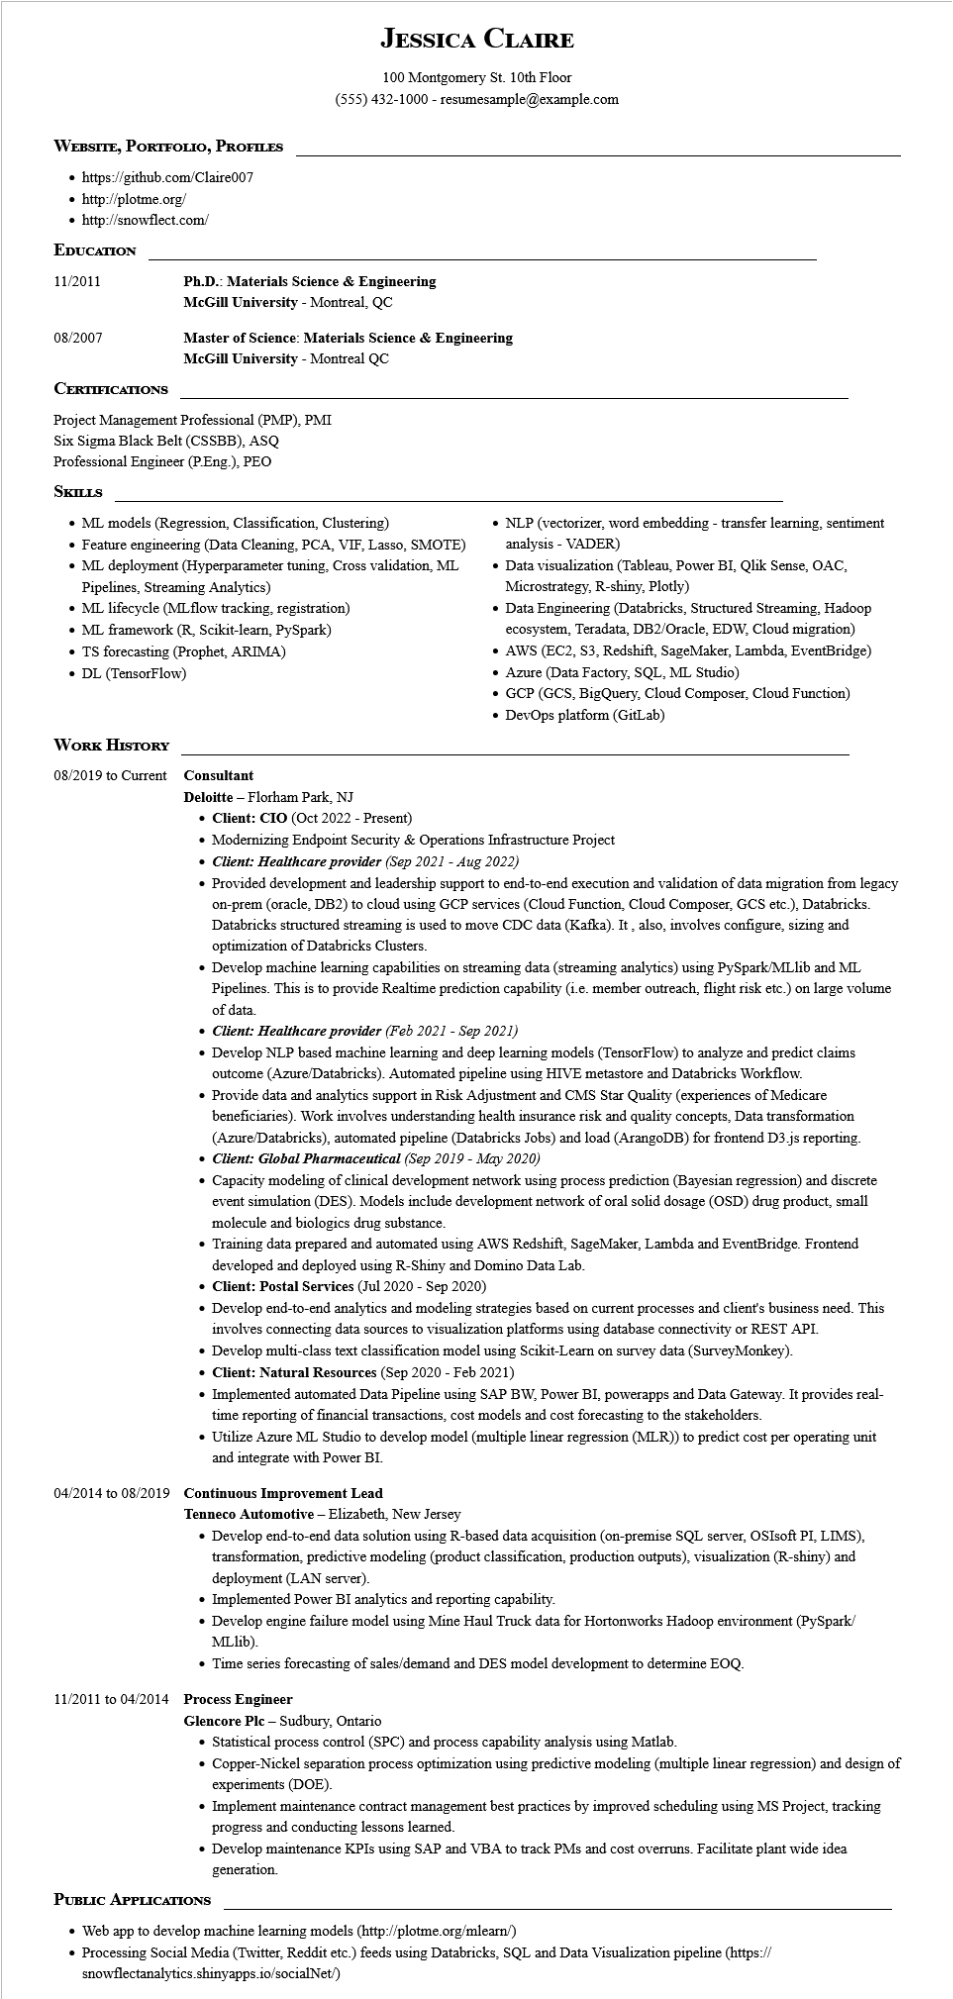 Jessica Claire
100 Montgomery St. 10th Floor
(555) 432-1000 - resumesample@example.com
Website, Portfolio, Profiles
• https://github.com/Claire007
• http://plotme.org/
• http://snowflect.com/
Education
11/2011 Ph.D.: Materials Science & Engineering
McGill University - Montreal, QC
08/2007 Master of Science: Materials Science & Engineering
McGill University - Montreal QC
Certifications
Project Management Professional (PMP), PMI
Six Sigma Black Belt (CSSBB), ASQ
Professional Engineer (P.Eng.), PEO
Skills
• ML models (Regression, Classification, Clustering)
• Feature engineering (Data Cleaning, PCA, VIF, Lasso, SMOTE)
• ML deployment (Hyperparameter tuning, Cross validation, ML
Pipelines, Streaming Analytics)
• ML lifecycle (MLflow tracking, registration)
• ML framework (R, Scikit-learn, PySpark)
• TS forecasting (Prophet, ARIMA)
• DL (TensorFlow)
• NLP (vectorizer, word embedding - transfer learning, sentiment
analysis - VADER)
• Data visualization (Tableau, Power BI, Qlik Sense, OAC,
Microstrategy, R-shiny, Plotly)
• Data Engineering (Databricks, Structured Streaming, Hadoop
ecosystem, Teradata, DB2/Oracle, EDW, Cloud migration)
• AWS (EC2, S3, Redshift, SageMaker, Lambda, EventBridge)
• Azure (Data Factory, SQL, ML Studio)
• GCP (GCS, BigQuery, Cloud Composer, Cloud Function)
• DevOps platform (GitLab)
Work History
08/2019 to Current Consultant
Deloitte – Florham Park, NJ
• Client: CIO (Oct 2022 - Present)
• Modernizing Endpoint Security & Operations Infrastructure Project
• Client: Healthcare provider (Sep 2021 - Aug 2022)
• Provided development and leadership support to end-to-end execution and validation of data migration from legacy
on-prem (oracle, DB2) to cloud using GCP services (Cloud Function, Cloud Composer, GCS etc.), Databricks.
Databricks structured streaming is used to move CDC data (Kafka). It , also, involves configure, sizing and
optimization of Databricks Clusters.
• Develop machine learning capabilities on streaming data (streaming analytics) using PySpark/MLlib and ML
Pipelines. This is to provide Realtime prediction capability (i.e. member outreach, flight risk etc.) on large volume
of data.
• Client: Healthcare provider (Feb 2021 - Sep 2021)
• Develop NLP based machine learning and deep learning models (TensorFlow) to analyze and predict claims
outcome (Azure/Databricks). Automated pipeline using HIVE metastore and Databricks Workflow.
• Provide data and analytics support in Risk Adjustment and CMS Star Quality (experiences of Medicare
beneficiaries). Work involves understanding health insurance risk and quality concepts, Data transformation
(Azure/Databricks), automated pipeline (Databricks Jobs) and load (ArangoDB) for frontend D3.js reporting.
• Client: Global Pharmaceutical (Sep 2019 - May 2020)
• Capacity modeling of clinical development network using process prediction (Bayesian regression) and discrete
event simulation (DES). Models include development network of oral solid dosage (OSD) drug product, small
molecule and biologics drug substance.
• Training data prepared and automated using AWS Redshift, SageMaker, Lambda and EventBridge. Frontend
developed and deployed using R-Shiny and Domino Data Lab.
• Client: Postal Services (Jul 2020 - Sep 2020)
• Develop end-to-end analytics and modeling strategies based on current processes and client's business need. This
involves connecting data sources to visualization platforms using database connectivity or REST API.
• Develop multi-class text classification model using Scikit-Learn on survey data (SurveyMonkey).
• Client: Natural Resources (Sep 2020 - Feb 2021)
• Implemented automated Data Pipeline using SAP BW, Power BI, powerapps and Data Gateway. It provides real-
time reporting of financial transactions, cost models and cost forecasting to the stakeholders.
• Utilize Azure ML Studio to develop model (multiple linear regression (MLR)) to predict cost per operating unit
and integrate with Power BI.
04/2014 to 08/2019 Continuous Improvement Lead
Tenneco Automotive – Elizabeth, New Jersey
• Develop end-to-end data solution using R-based data acquisition (on-premise SQL server, OSIsoft PI, LIMS),
transformation, predictive modeling (product classification, production outputs), visualization (R-shiny) and
deployment (LAN server).
• Implemented Power BI analytics and reporting capability.
• Develop engine failure model using Mine Haul Truck data for Hortonworks Hadoop environment (PySpark/
MLlib).
• Time series forecasting of sales/demand and DES model development to determine EOQ.
11/2011 to 04/2014 Process Engineer
Glencore Plc – Sudbury, Ontario
• Statistical process control (SPC) and process capability analysis using Matlab.
• Copper-Nickel separation process optimization using predictive modeling (multiple linear regression) and design of
experiments (DOE).
• Implement maintenance contract management best practices by improved scheduling using MS Project, tracking
progress and conducting lessons learned.
• Develop maintenance KPIs using SAP and VBA to track PMs and cost overruns. Facilitate plant wide idea
generation.
Public Applications
• Web app to develop machine learning models (http://plotme.org/mlearn/)
• Processing Social Media (Twitter, Reddit etc.) feeds using Databricks, SQL and Data Visualization pipeline (https://
snowflectanalytics.shinyapps.io/socialNet/)